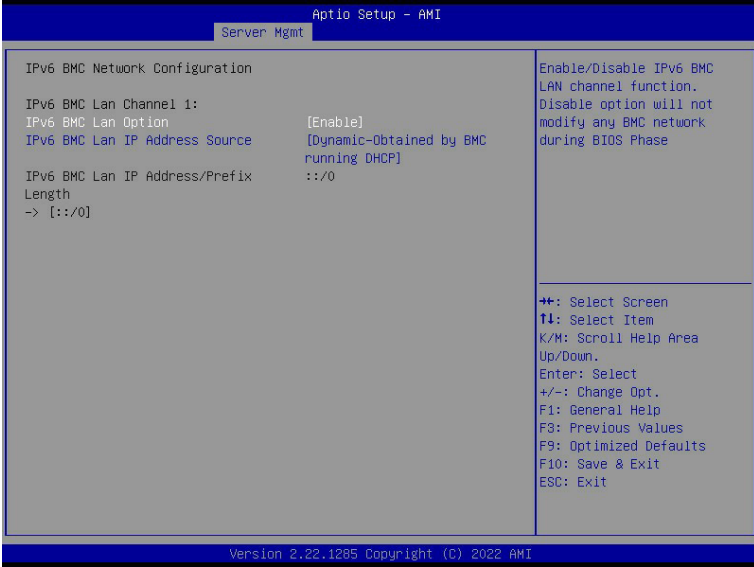 Aptio Setup - AMI
Server Mgmt
IPv6 BMC Network Configuration
IPv6 BMC Lan Channel 1:
IPv6 BMC Lan Option [Enable]
IPv6 BMC Lan IP Address Source [Dynamic-Obtained by BMC
running DHCP]
IPv6 BMC Lan IP Address/Prefix ::/0
Length
-> [::/0]
Enable/Disable IPv6 BMC
LAN channel function.
Disable option will not
modify any BMC network
during BIOS Phase
→←: Select Screen
↑↓: Select Item
K/M: Scroll Help Area
Up/Down.
Enter: Select
+/-: Change Opt.
F1: General Help
F3: Previous Values
F9: Optimized Defaults
F10: Save & Exit
ESC: Exit
Version 2.22.1285 Copyright (C) 2022 AMI